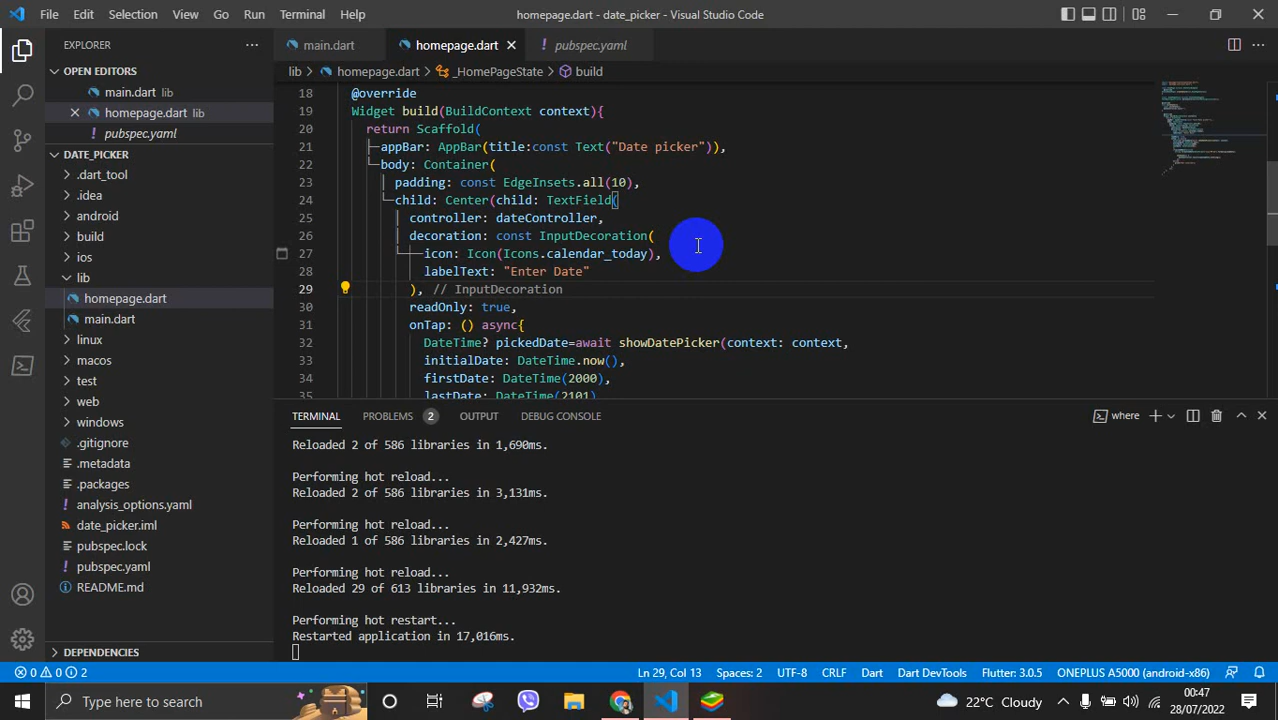 File Edit Selection View Go Run Terminal Help
homepage.dart - date_picker - Visual Studio Code
EXPLORER
OPEN EDITORS
main.dart lib
homepage.dart lib
pubspec.yaml
DATE_PICKER
.dart_tool
.idea
android
build
ios
lib
homepage.dart
main.dart
linux
macos
test
web
windows
.gitignore
.metadata
.packages
analysis_options.yaml
date_picker.iml
pubspec.lock
pubspec.yaml
README.md
DEPENDENCIES
main.dart homepage.dart pubspec.yaml
lib > homepage.dart > _HomePageState > build
18 @override
19 Widget build(BuildContext context){
20 return Scaffold(
21 appBar: AppBar(title:const Text("Date picker")),
22 body: Container(
23 padding: const EdgeInsets.all(10),
24 child: Center(child: TextField(
25 controller: dateController,
26 decoration: const InputDecoration(
27 icon: Icon(Icons.calendar_today),
28 labelText: "Enter Date"
29 ), // InputDecoration
30 readOnly: true,
31 onTap: () async{
32 DateTime? pickedDate=await showDatePicker(context: context,
33 initialDate: DateTime.now(),
34 firstDate: DateTime(2000),
35 lastDate: DateTime(2101)
TERMINAL PROBLEMS 2 OUTPUT DEBUG CONSOLE where
Reloaded 2 of 586 libraries in 1,690ms.
Performing hot reload...
Reloaded 2 of 586 libraries in 3,131ms.
Performing hot reload...
Reloaded 1 of 586 libraries in 2,427ms.
Performing hot reload...
Reloaded 29 of 613 libraries in 11,932ms.
Performing hot restart...
Restarted application in 17,016ms.
0 0 2 Ln 29, Col 13 Spaces: 2 UTF-8 CRLF Dart Dart DevTools Flutter: 3.0.5 ONEPLUS A5000 (android-x86)
Type here to search
22°C Cloudy
00:47
28/07/2022